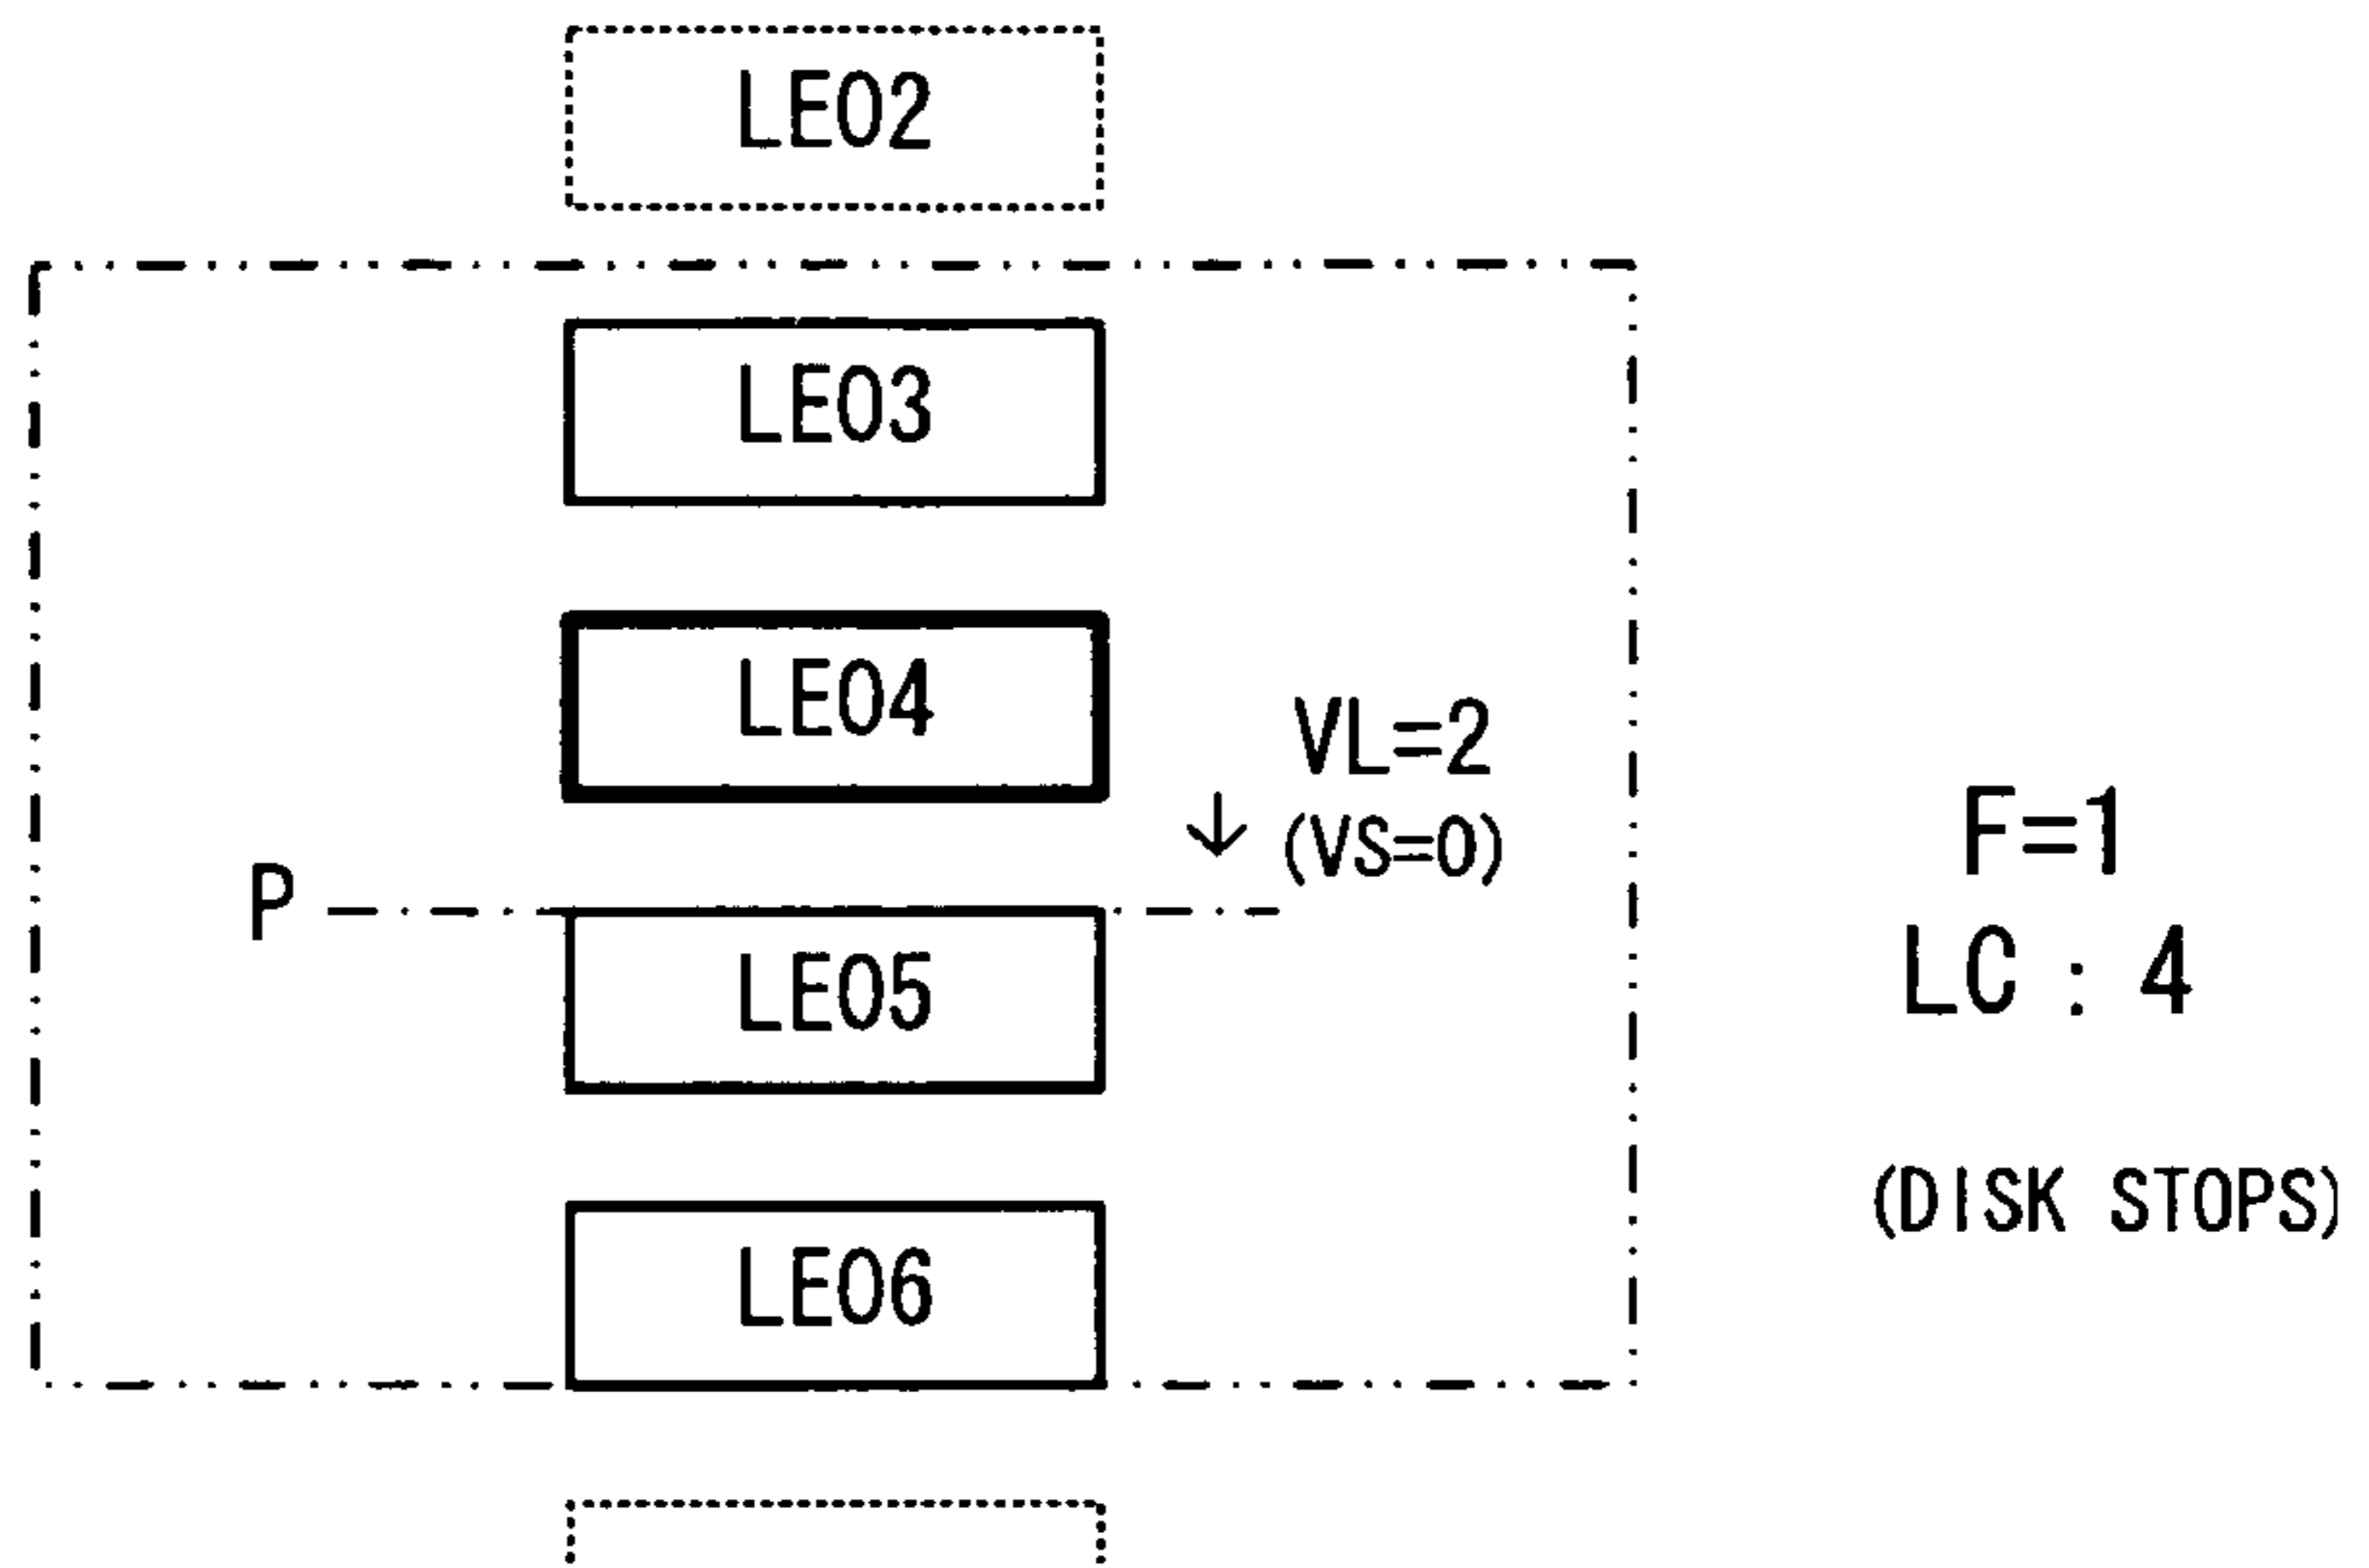 LE02
LE03
LE04
VL=2
(VS=0)
F=1
P
LE05
LC : 4
(DISK STOPS)
LE06